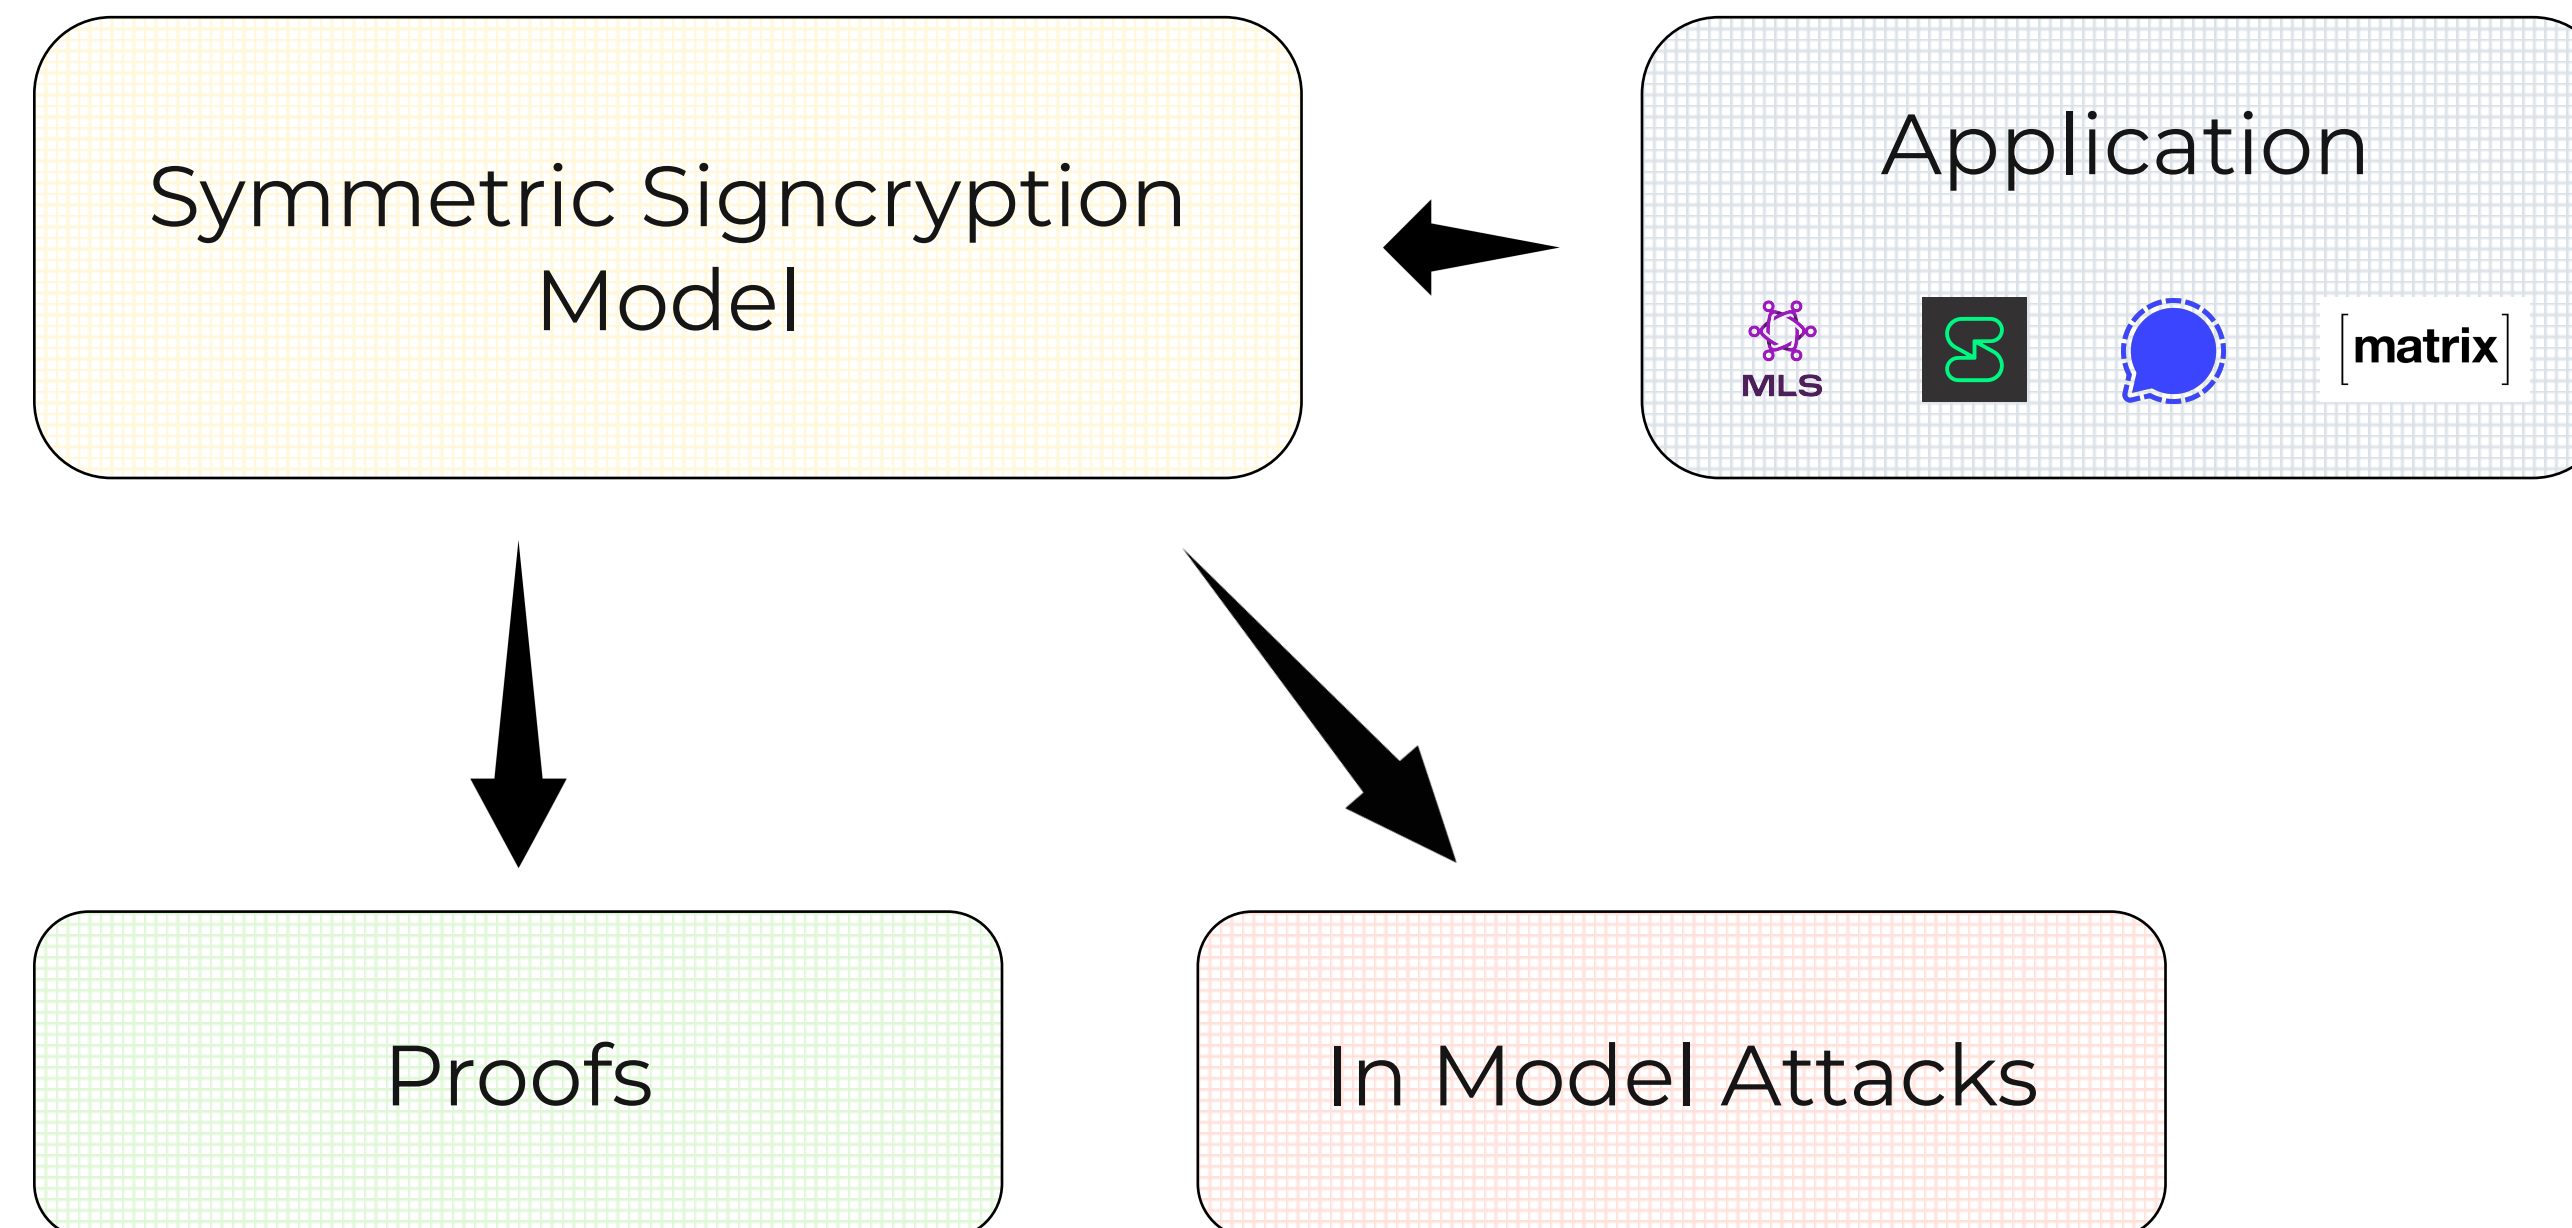 Symmetric Signcryption
Model
Application
MLS
[matrix]
Proofs
In Model Attacks